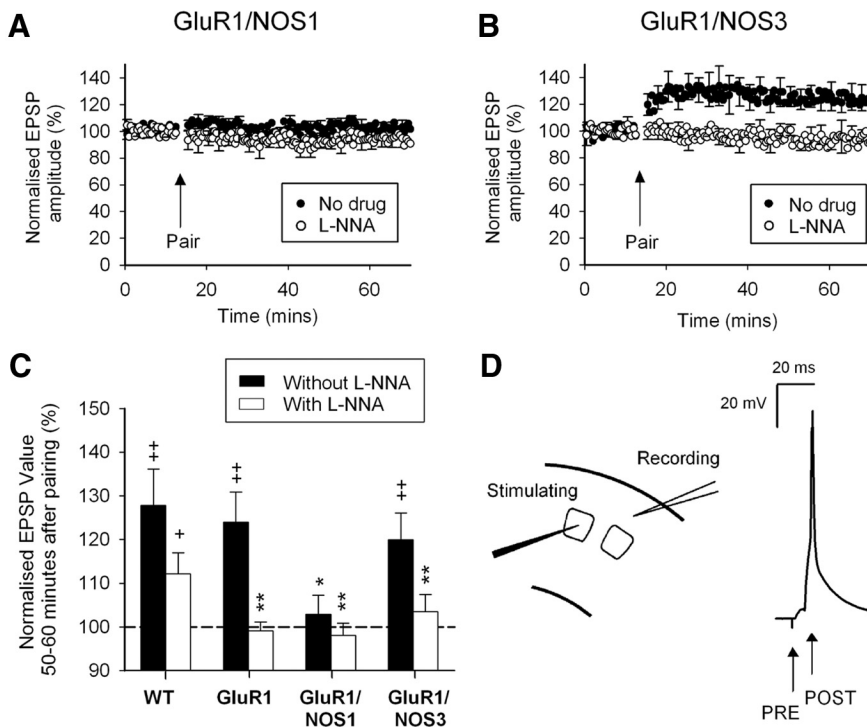 A
GluR1/NOS1
Normalised EPSP
amplitude (%)
140
120
100
80
60
40
20
0
Pair
No drug
L-NNA
0
20
40
60
Time (mins)
B
GluR1/NOS3
Normalised EPSP
amplitude (%)
140
120
100
80
60
40
20
0
Pair
No drug
L-NNA
0
20
40
60
Time (mins)
C
Without L-NNA
With L-NNA
Normalised EPSP Value
50-60 minutes after pairing (%)
150
140
130
120
110
100
90
++
+
++
**
*
**
++
**
WT
GluR1
GluR1/
NOS1
GluR1/
NOS3
D
20 ms
20 mV
Stimulating
Recording
PRE
POST